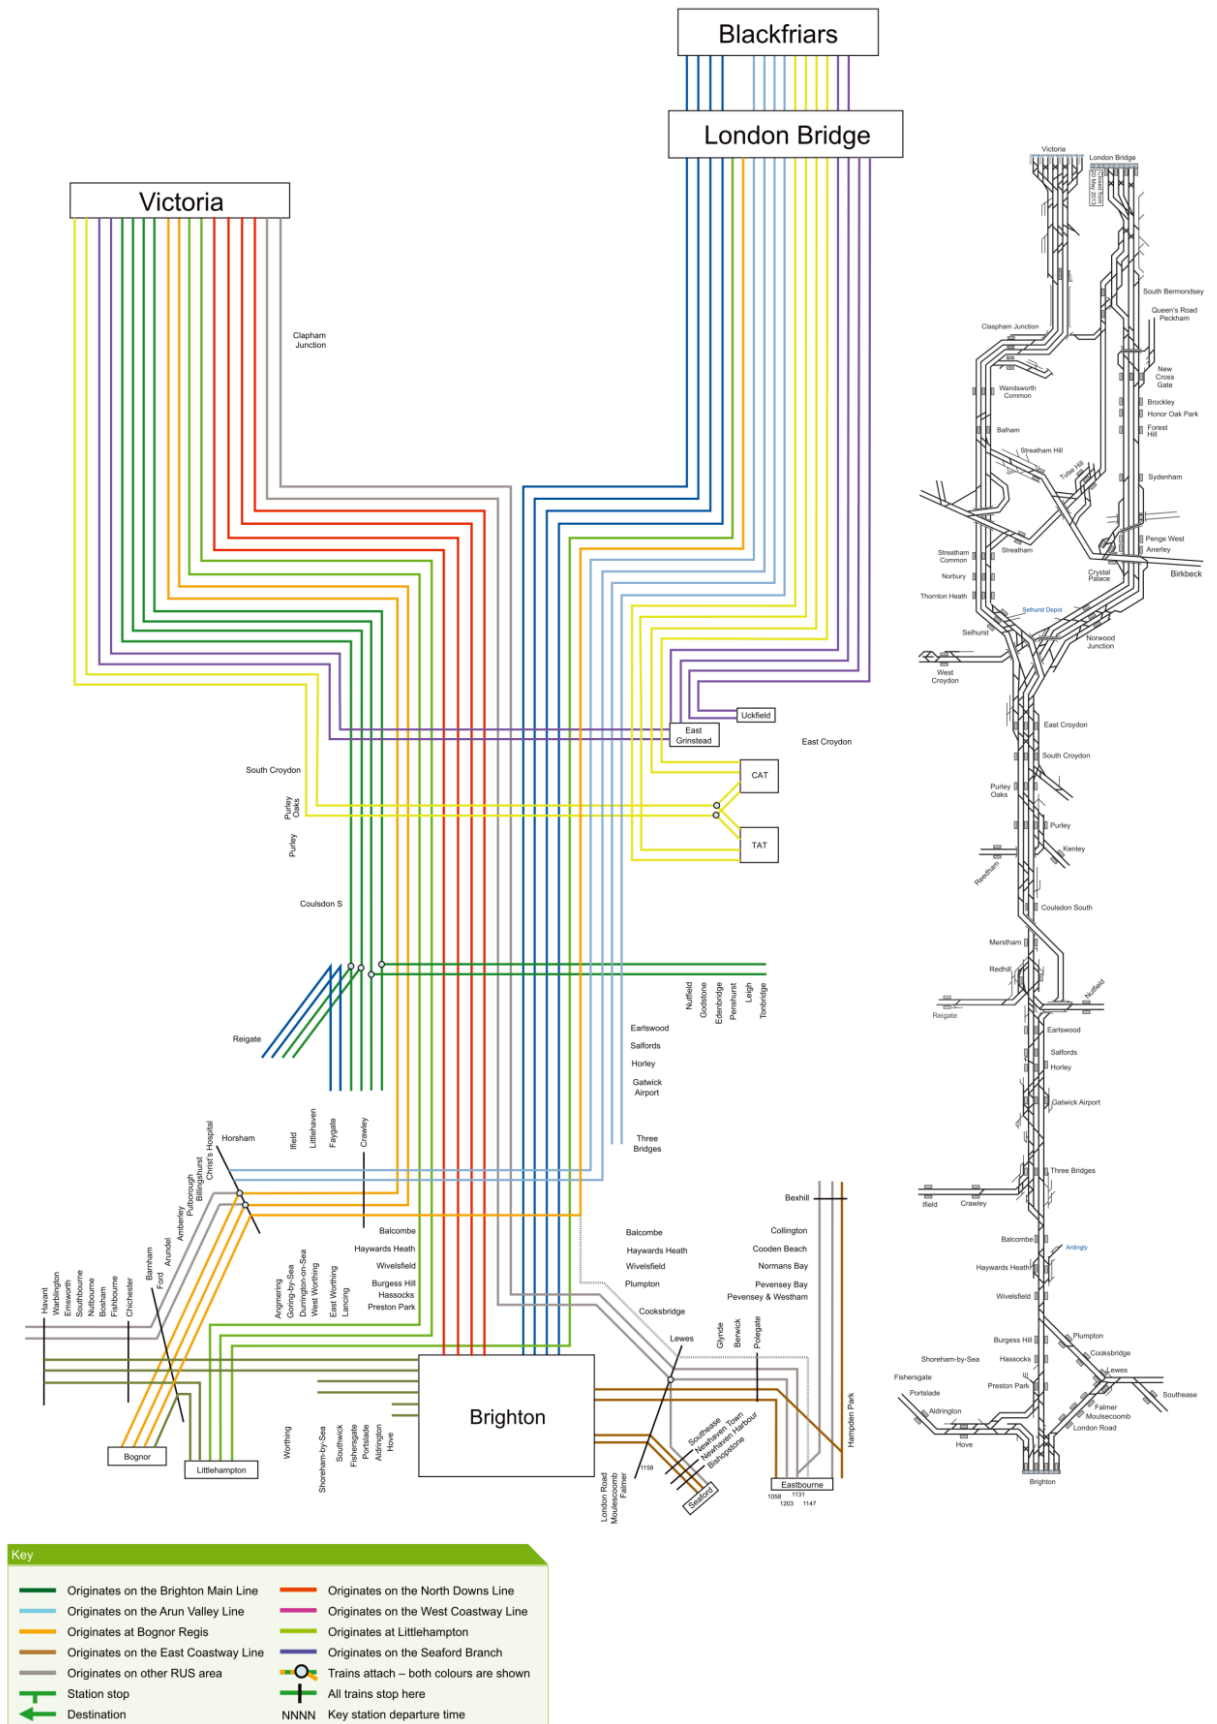 Blackfriars
London Bridge
Victoria
Clapham
Junction
Uckfield
East
Grinstead
East Croydon
South Croydon
CAT
Purley
Oaks
Purley
TAT
Coulsdon S
Nutfield
Godstone
Edenbridge
Penshurst
Leigh
Tonbridge
Reigate
Earlswood
Salfords
Horley
Gatwick
Airport
Three
Bridges
Horsham
Ifield
Littlehaven
Faygate
Crawley
Christ's Hospital
Billingshurst
Pulborough
Amberley
Arundel
Ford
Barnham
Chichester
Fishbourne
Bosham
Nutbourne
Southbourne
Emsworth
Warblington
Havant
Angmering
Goring-by-Sea
Durrington-on-Sea
West Worthing
East Worthing
Lancing
Balcombe
Haywards Heath
Wivelsfield
Burgess Hill
Hassocks
Preston Park
Balcombe
Haywards Heath
Wivelsfield
Plumpton
Cooksbridge
Lewes
Bexhill
Collington
Cooden Beach
Normans Bay
Pevensey Bay
Pevensey & Westham
Glynde
Berwick
Polegate
Hampden Park
Brighton
Bognor
Littlehampton
Worthing
Shoreham-by-Sea
Southwick
Fishersgate
Portslade
Aldrington
Hove
London Road
Moulescoomb
Falmer
1158
Southease
Newhaven Town
Newhaven Harbour
Bishopstone
Seaford
Eastbourne
1058
1131
1203
1147
Victoria
London Bridge
Closed from
20 May 2013
South Bermondsey
Queen's Road
Peckham
Claspham Junction
New
Cross
Gate
Wandsworth
Common
Brockley
Honor Oak Park
Forest
Hill
Balham
Streatham Hill
Tulse Hill
Sydenham
Streatham
Penge West
Anerley
Streatham
Common
Crystal
Palace
Birkbeck
Norbury
Thornton Heath
Selhurst Depot
Selhurst
Norwood
Junction
West
Croydon
East Croydon
South Croydon
Purley
Oaks
Purley
Kenley
Reedham
Coulsdon South
Merstham
Redhill
Nutfield
Reigate
Earlswood
Salfords
Horley
Gatwick Airport
Three Bridges
Ifield
Crawley
Balcombe
Ardingly
Haywards Heath
Wivelsfield
Burgess Hill
Plumpton
Cooksbridge
Shoreham-by-Sea
Hassocks
Lewes
Fishersgate
Preston Park
Portslade
Southease
Aldrington
Falmer
Moulsecoomb
London Road
Hove
Brighton
Key
Originates on the Brighton Main Line
Originates on the North Downs Line
Originates on the Arun Valley Line
Originates on the West Coastway Line
Originates at Bognor Regis
Originates at Littlehampton
Originates on the East Coastway Line
Originates on the Seaford Branch
Originates on other RUS area
Trains attach – both colours are shown
Station stop
All trains stop here
Destination
NNNN Key station departure time